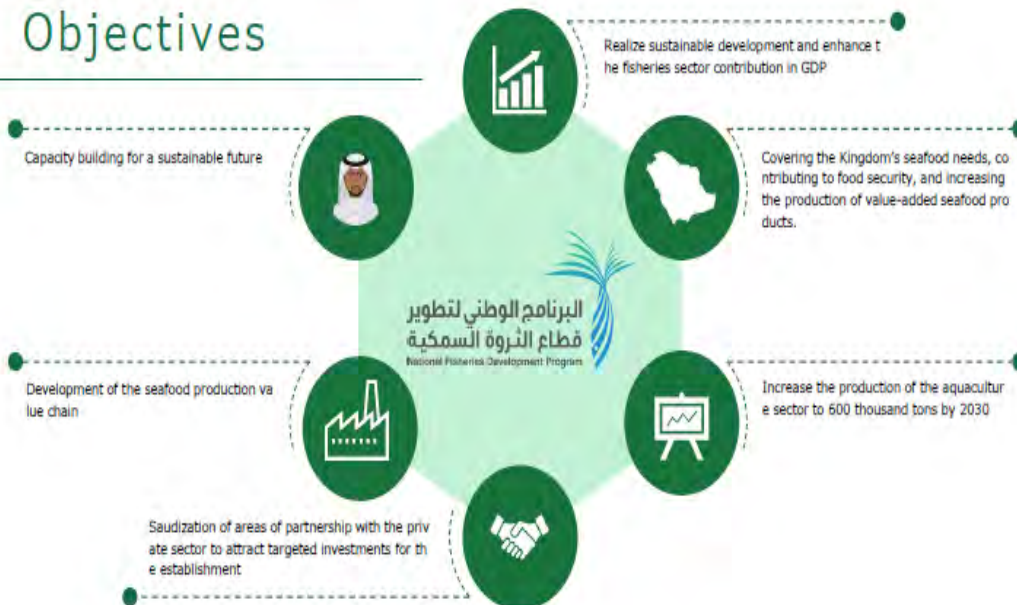 Objectives
Realize sustainable development and enhance t
he fisheries sector contribution in GDP
Capacity building for a sustainable future
Covering the Kingdom's seafood needs, co
ntributing to food security, and increasing
the production of value-added seafood pro
ducts.
البرنامج الوطني لتطوير
قطاع الثروة السمكية
National Fisheries Development Program
Development of the seafood production va
lue chain
Increase the production of the aquacultur
e sector to 600 thousand tons by 2030
Saudization of areas of partnership with the priv
ate sector to attract targeted investments for th
e establishment